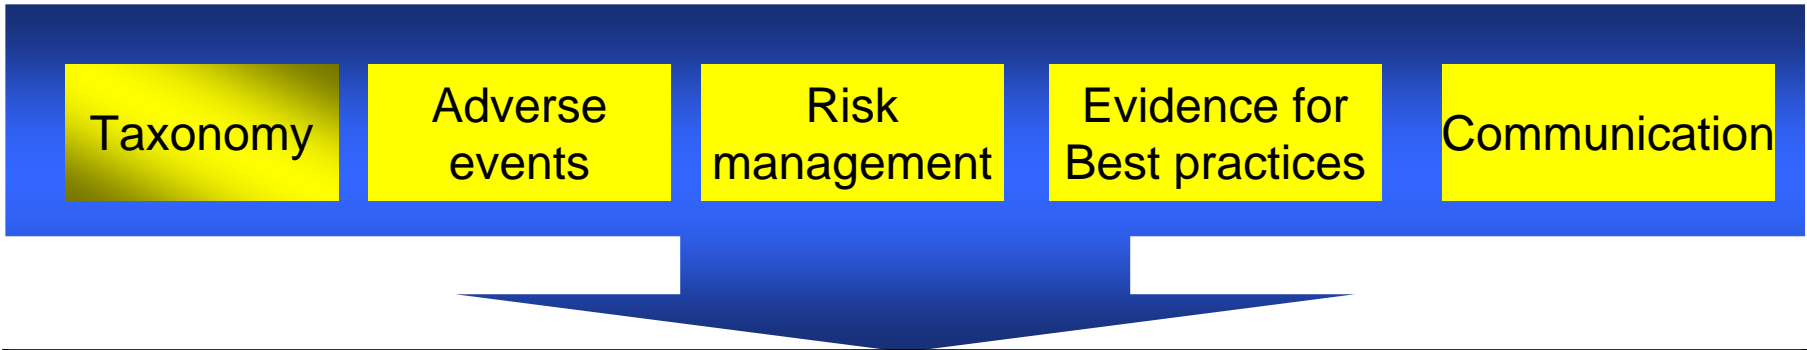 Taxonomy
Adverse
events
Risk
management
Evidence for
Best practices
Communication